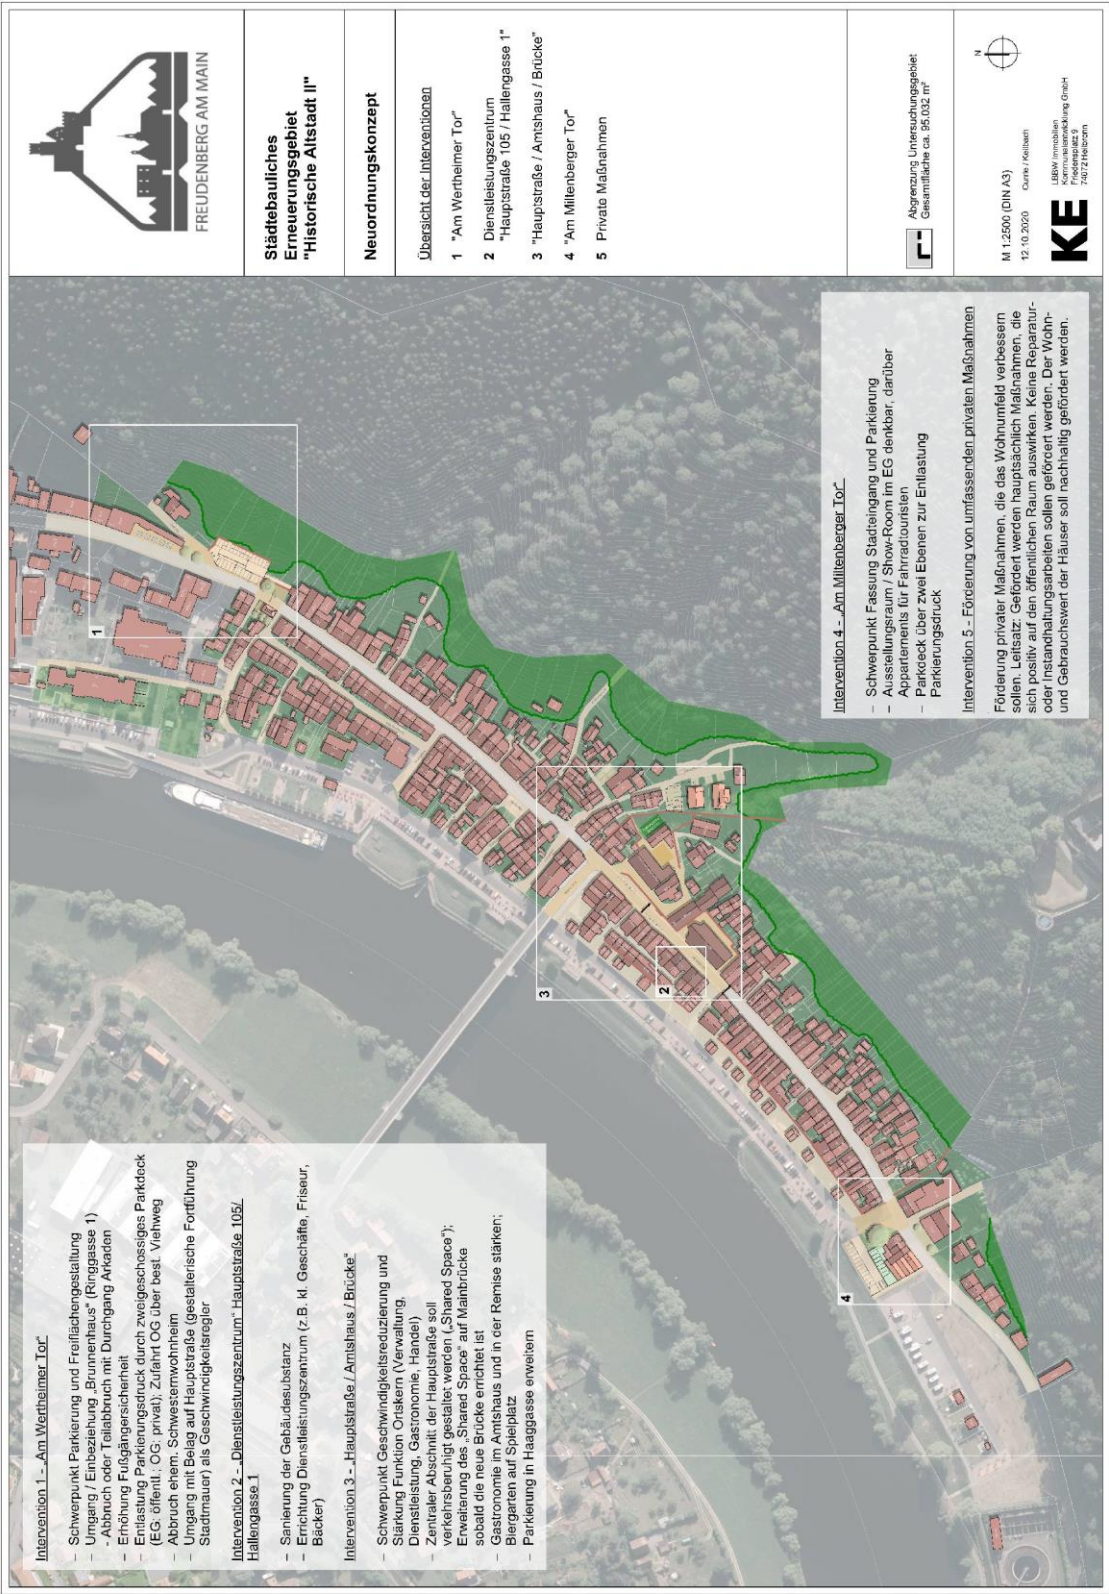 Intervention 1 - „Am Wertheimer Tor"
– Schwerpunkt Parkierung und Freiflächengestaltung
– Umgang / Einbeziehung „Brunnenhaus" (Ringgasse 1)
- Abbruch oder Teilabbruch mit Durchgang Arkaden
– Erhöhung Fußgängersicherheit
– Entlastung Parkierungsdruck durch zweigeschossiges Parkdeck
(EG: öffentl.; OG: privat); Zufahrt OG über best. Viehweg
– Abbruch ehem. Schwesternwohnheim
– Umgang mit Belag auf Hauptstraße (gestalterische Fortführung
Stadtmauer) als Geschwindigkeitsregler
Intervention 2 - „Dienstleistungszentrum" Hauptstraße 105/
Hallengasse 1
– Sanierung der Gebäudesubstanz
– Errichtung Dienstleistungszentrum (z.B. kl. Geschäfte, Friseur,
Bäcker)
Intervention 3 - „Hauptstraße / Amtshaus / Brücke"
– Schwerpunkt Geschwindigkeitsreduzierung und
Stärkung Funktion Ortskern (Verwaltung,
Dienstleistung, Gastronomie, Handel)
– Zentraler Abschnitt der Hauptstraße soll
verkehrsberuhigt gestaltet werden („Shared Space");
Erweiterung des „Shared Space" auf Mainbrücke
sobald die neue Brücke errichtet ist
– Gastronomie im Amtshaus und in der Remise stärken;
Biergarten auf Spielplatz
– Parkierung in Haaggasse erweitern
1
2
3
4
Intervention 4 - „Am Miltenberger Tor"
– Schwerpunkt Fassung Stadteingang und Parkierung
– Ausstellungsraum / Show-Room im EG denkbar, darüber
Appartements für Fahrradtouristen
– Parkdeck über zwei Ebenen zur Entlastung
Parkierungsdruck
Intervention 5 - Förderung von umfassenden privaten Maßnahmen
Förderung privater Maßnahmen, die das Wohnumfeld verbessern
sollen. Leitsatz: Gefördert werden hauptsächlich Maßnahmen, die
sich positiv auf den öffentlichen Raum auswirken. Keine Reparatur-
oder Instandhaltungsarbeiten sollen gefördert werden. Der Wohn-
und Gebrauchswert der Häuser soll nachhaltig gefördert werden.
FREUDENBERG AM MAIN
Städtebauliches
Erneuerungsgebiet
"Historische Altstadt II"
Neuordnungskonzept
Übersicht der Interventionen
1 "Am Wertheimer Tor"
2 Dienstleistungszentrum
"Hauptstraße 105 / Hallengasse 1"
3 "Hauptstraße / Amtshaus / Brücke"
4 "Am Miltenberger Tor"
5 Private Maßnahmen
Abgrenzung Untersuchungsgebiet
Gesamtfläche ca. 95.032 m²
N
M 1:2500 (DIN A3)
12.10.2020
KE
LBBW Immobilien
Kommunalentwicklung GmbH
Friedensplatz 9
74072 Heilbronn